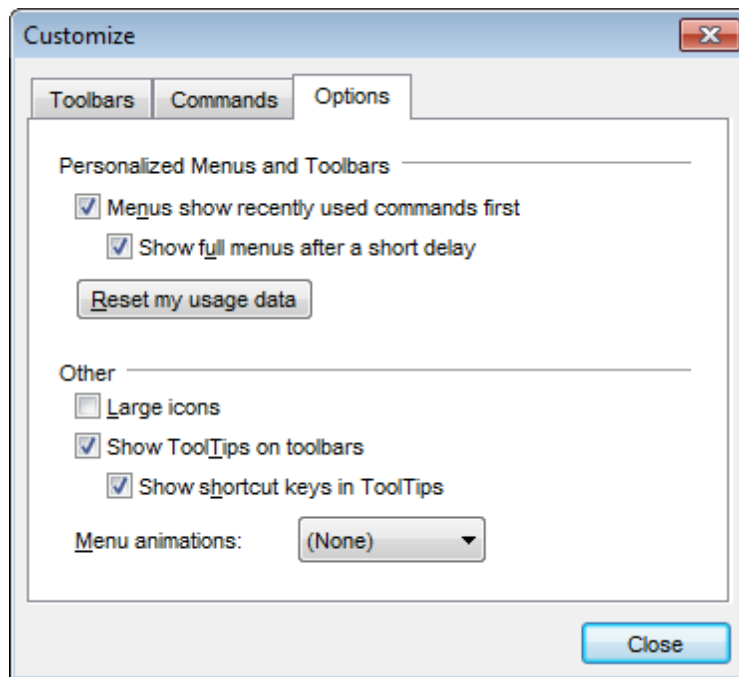 Customize
Toolbars Commands Options
Personalized Menus and Toolbars
Menus show recently used commands first
Show full menus after a short delay
Reset my usage data
Other
Large icons
Show ToolTips on toolbars
Show shortcut keys in ToolTips
Menu animations: (None)
Close